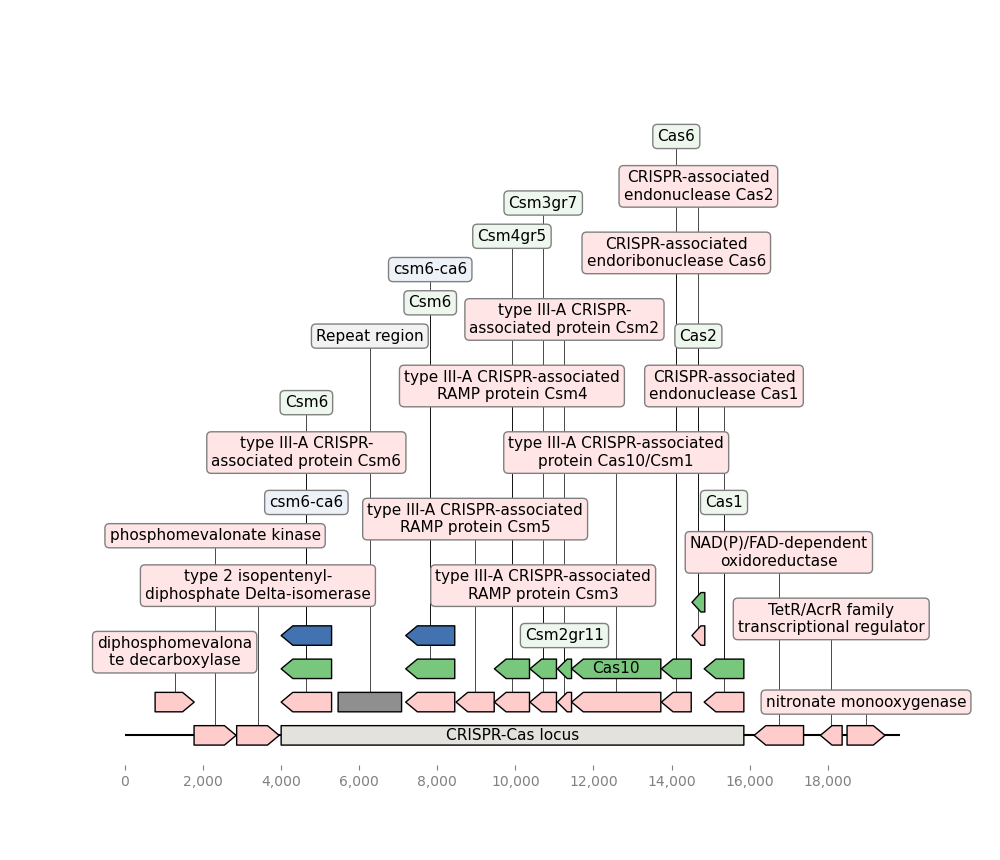 Cas6
CRISPR-associated
endonuclease Cas2
Csm3gr7
Csm4gr5
CRISPR-associated
endoribonuclease Cas6
csm6-ca6
Csm6
type III-A CRISPR-
associated protein Csm2
Repeat region
Cas2
type III-A CRISPR-associated
RAMP protein Csm4
CRISPR-associated
endonuclease Cas1
Csm6
type III-A CRISPR-
associated protein Csm6
type III-A CRISPR-associated
protein Cas10/Csm1
csm6-ca6
Cas1
type III-A CRISPR-associated
RAMP protein Csm5
phosphomevalonate kinase
NAD(P)/FAD-dependent
oxidoreductase
type 2 isopentenyl-
diphosphate Delta-isomerase
type III-A CRISPR-associated
RAMP protein Csm3
TetR/AcrR family
transcriptional regulator
diphosphomevalona
te decarboxylase
Csm2gr11
Cas10
nitronate monooxygenase
CRISPR-Cas locus
0
2,000
4,000
6,000
8,000
10,000
12,000
14,000
16,000
18,000